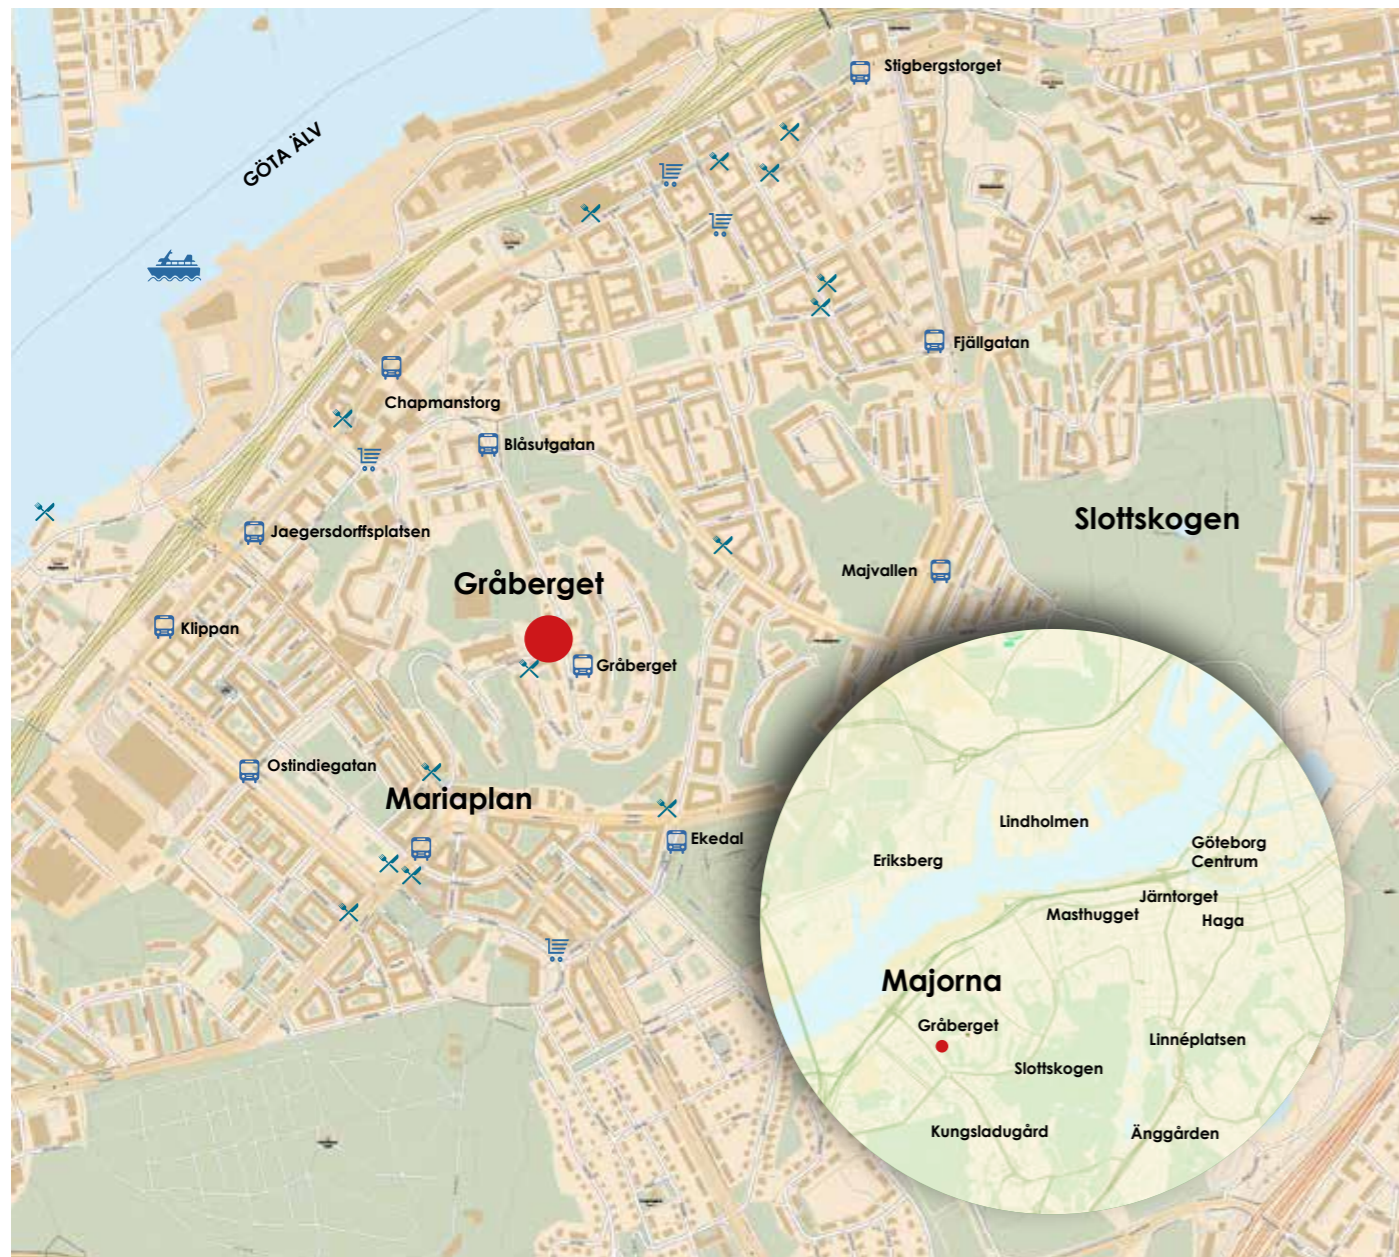 Stigbergstorget
GÖTA ÄLV
Fjällgatan
Chapmanstorg
Blåsutgatan
Slottskogen
Jaegersdorffsplatsen
Majvallen
Gråberget
Klippan
Gråberget
Ostindiegatan
Mariaplan
Ekedal
Lindholmen
Göteborg
Centrum
Eriksberg
Järntorget
Masthugget
Haga
Majorna
Gråberget
Linnéplatsen
Slottskogen
Kungsladugård
Änggården